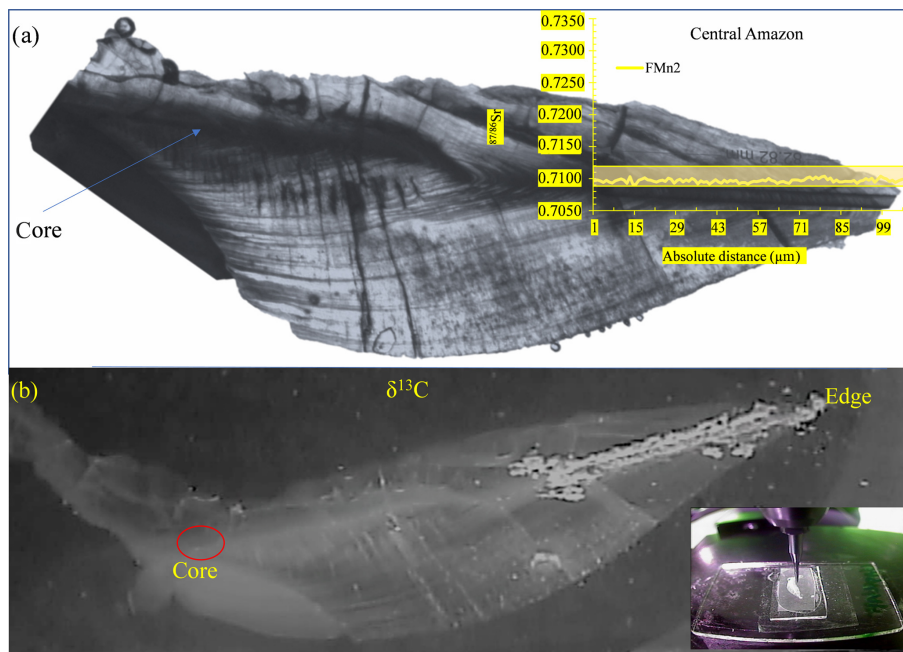 (a)
0.7350
0.7300
0.7250
0.7200
0.7150
0.7100
0.7050
87/86Sr
Central Amazon
FMn2
1 15 29 43 57 71 85 99
Absolute distance (µm)
Core
(b)
δ13C
Edge
Core